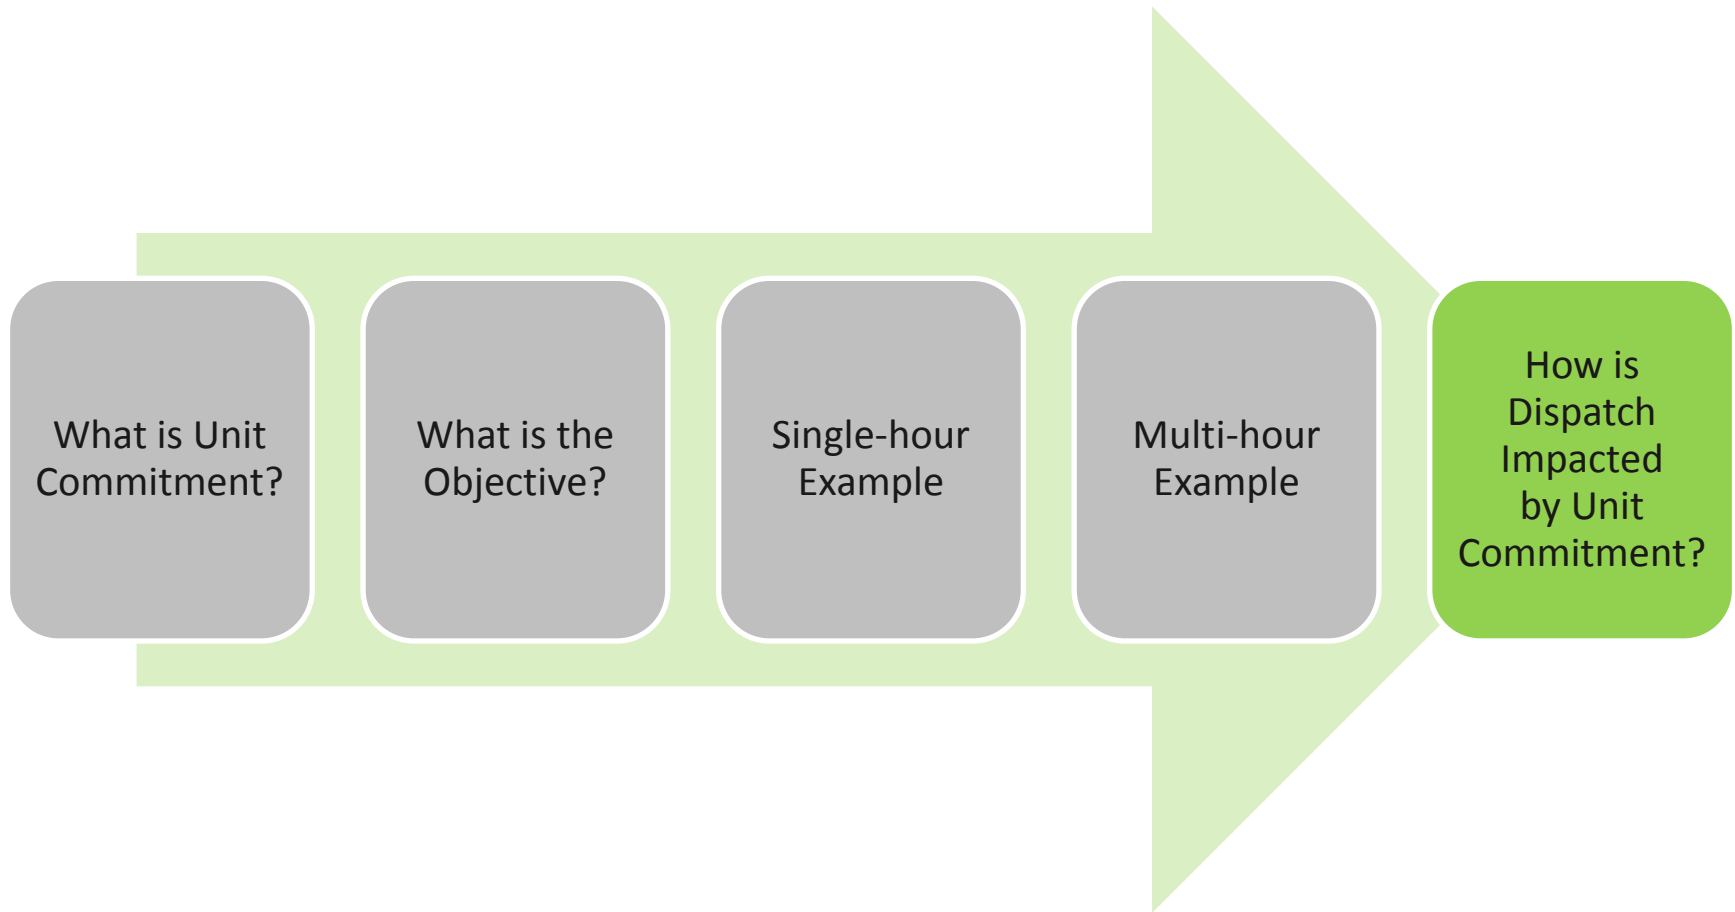 What is Unit
Commitment?
What is the
Objective?
Single-hour
Example
Multi-hour
Example
How is
Dispatch
Impacted
by Unit
Commitment?